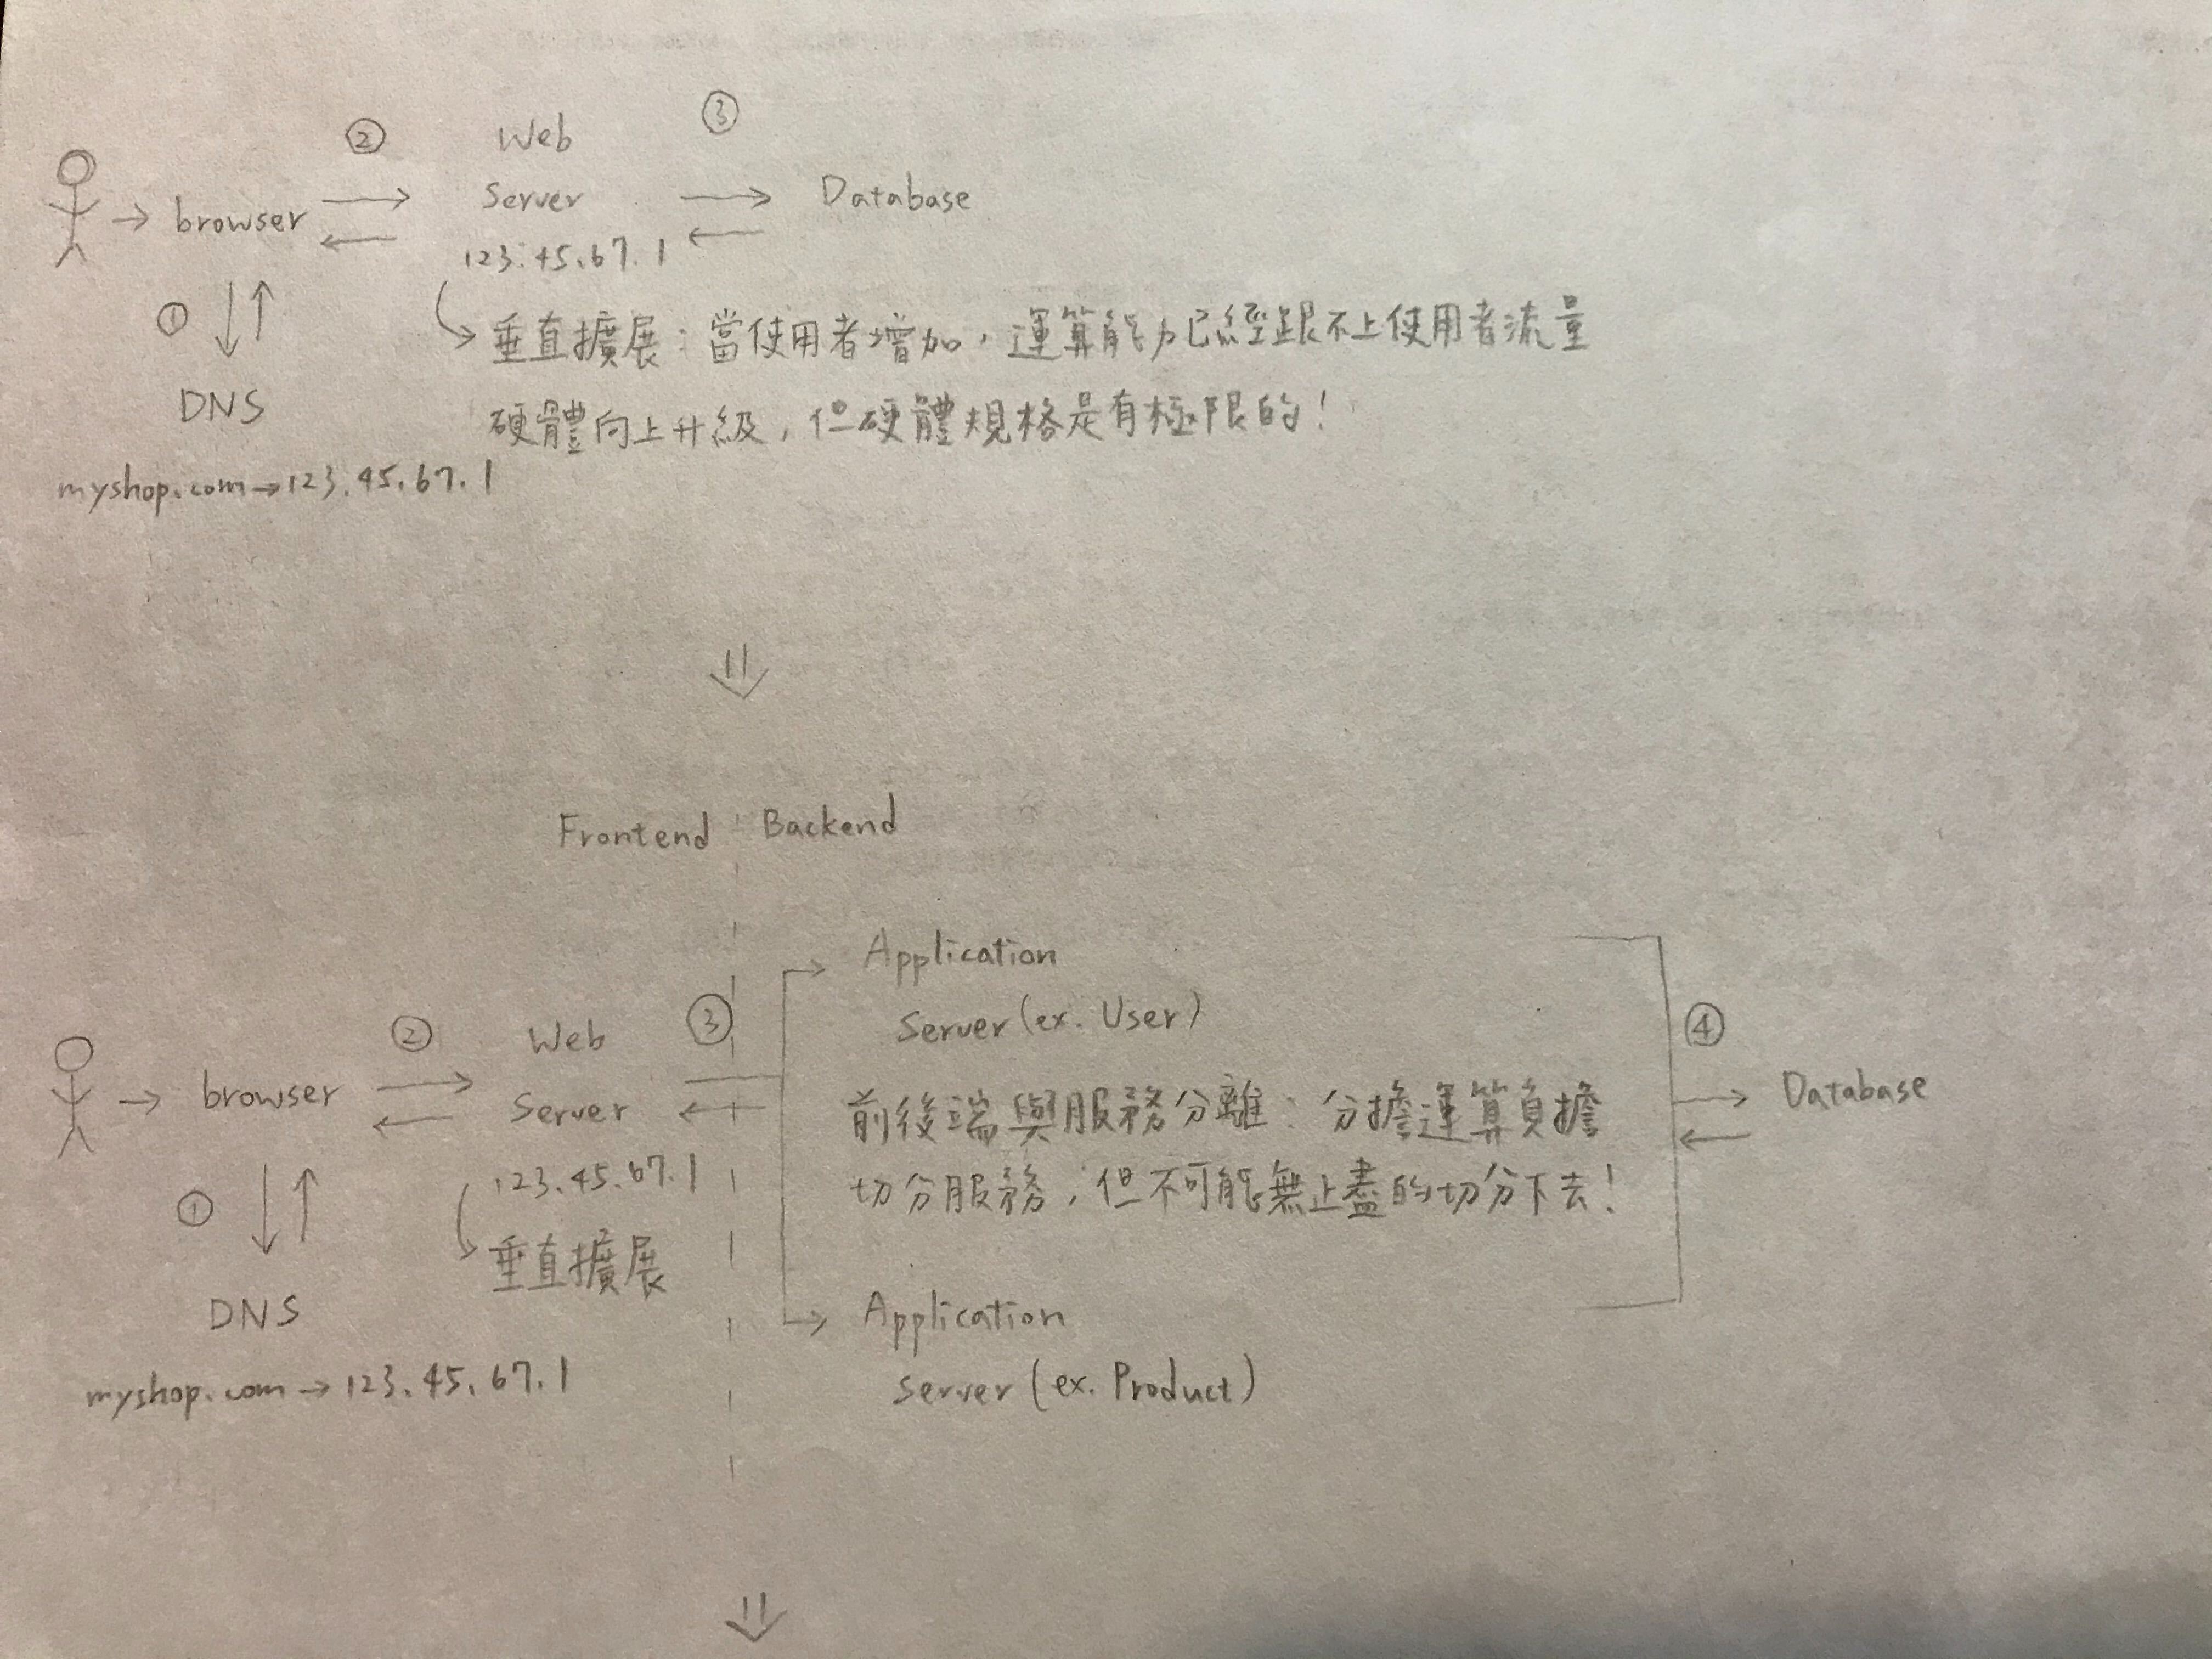 ② Web ③
→ browser → Server → Database
← 123.45.67.1 ←
① ↓↑ 垂直擴展：當使用者增加，運算能力已經跟不上使用者流量
DNS 硬體向上升級，但硬體規格是有極限的！
myshop.com→123.45.67.1
Frontend Backend
Application
② Web ③ Server (ex. User) ④
→ browser → Server 前後端與服務分離：分擔運算負擔 → Database
① 123.45.67.1 切分服務，但不可能無止盡的切分下去！
垂直擴展
DNS Application
myshop.com → 123.45.67.1 Server (ex. Product)